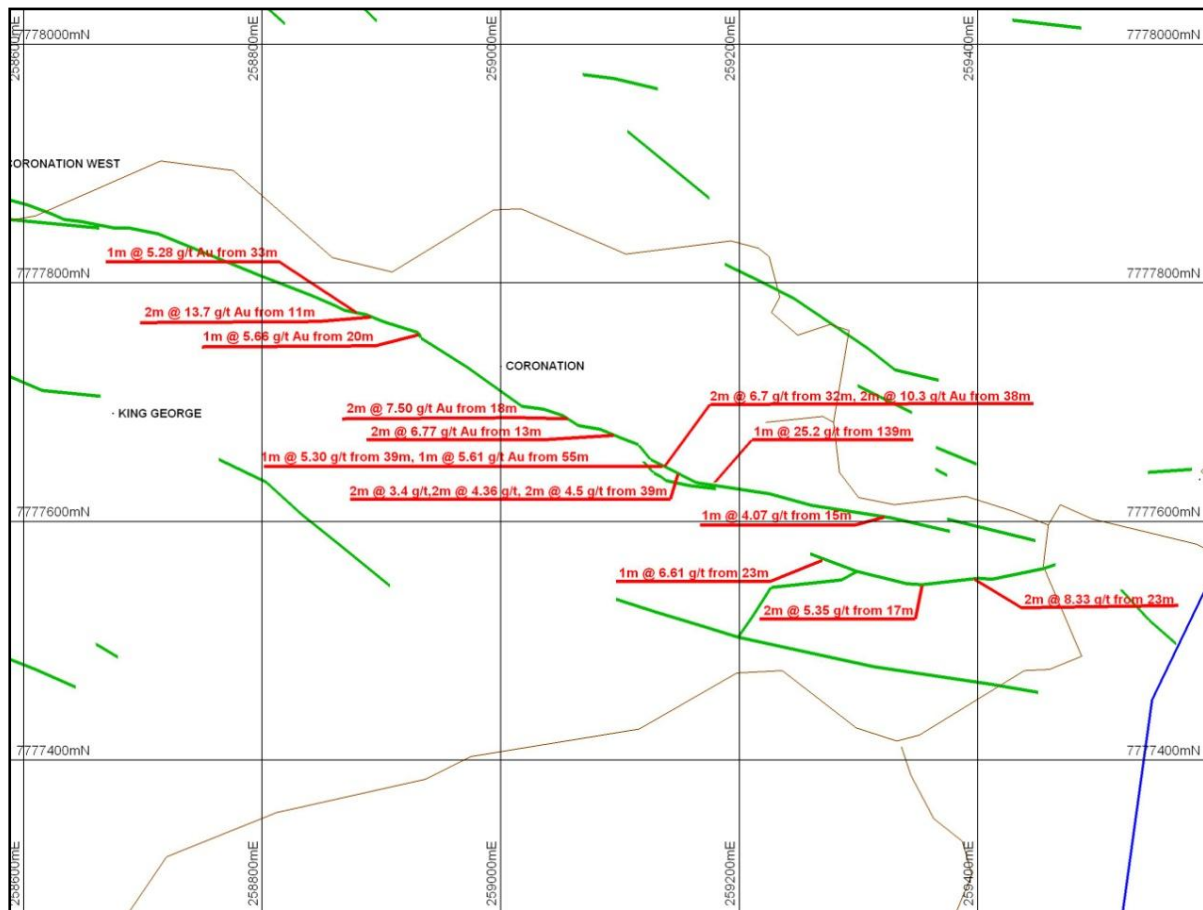 258600mE
258800mE
259000mE
259200mE
259400mE
7778000mN
7778000mN
ORONATION WEST
1m @ 5.28 g/t Au from 33m
7777800mN
7777800mN
2m @ 13.7 g/t Au from 11m
1m @ 5.66 g/t Au from 20m
CORONATION
KING GEORGE
2m @ 6.7 g/t from 32m, 2m @ 10.3 g/t Au from 38m
2m @ 7.50 g/t Au from 18m
2m @ 6.77 g/t Au from 13m
1m @ 25.2 g/t from 139m
1m @ 5.30 g/t from 39m, 1m @ 5.61 g/t Au from 55m
2m @ 3.4 g/t,2m @ 4.36 g/t, 2m @ 4.5 g/t from 39m
1m @ 4.07 g/t from 15m
7777600mN
7777600mN
1m @ 6.61 g/t from 23m
2m @ 5.35 g/t from 17m
2m @ 8.33 g/t from 23m
7777400mN
7777400mN
258600mE
258800mE
259000mE
259200mE
259400mE